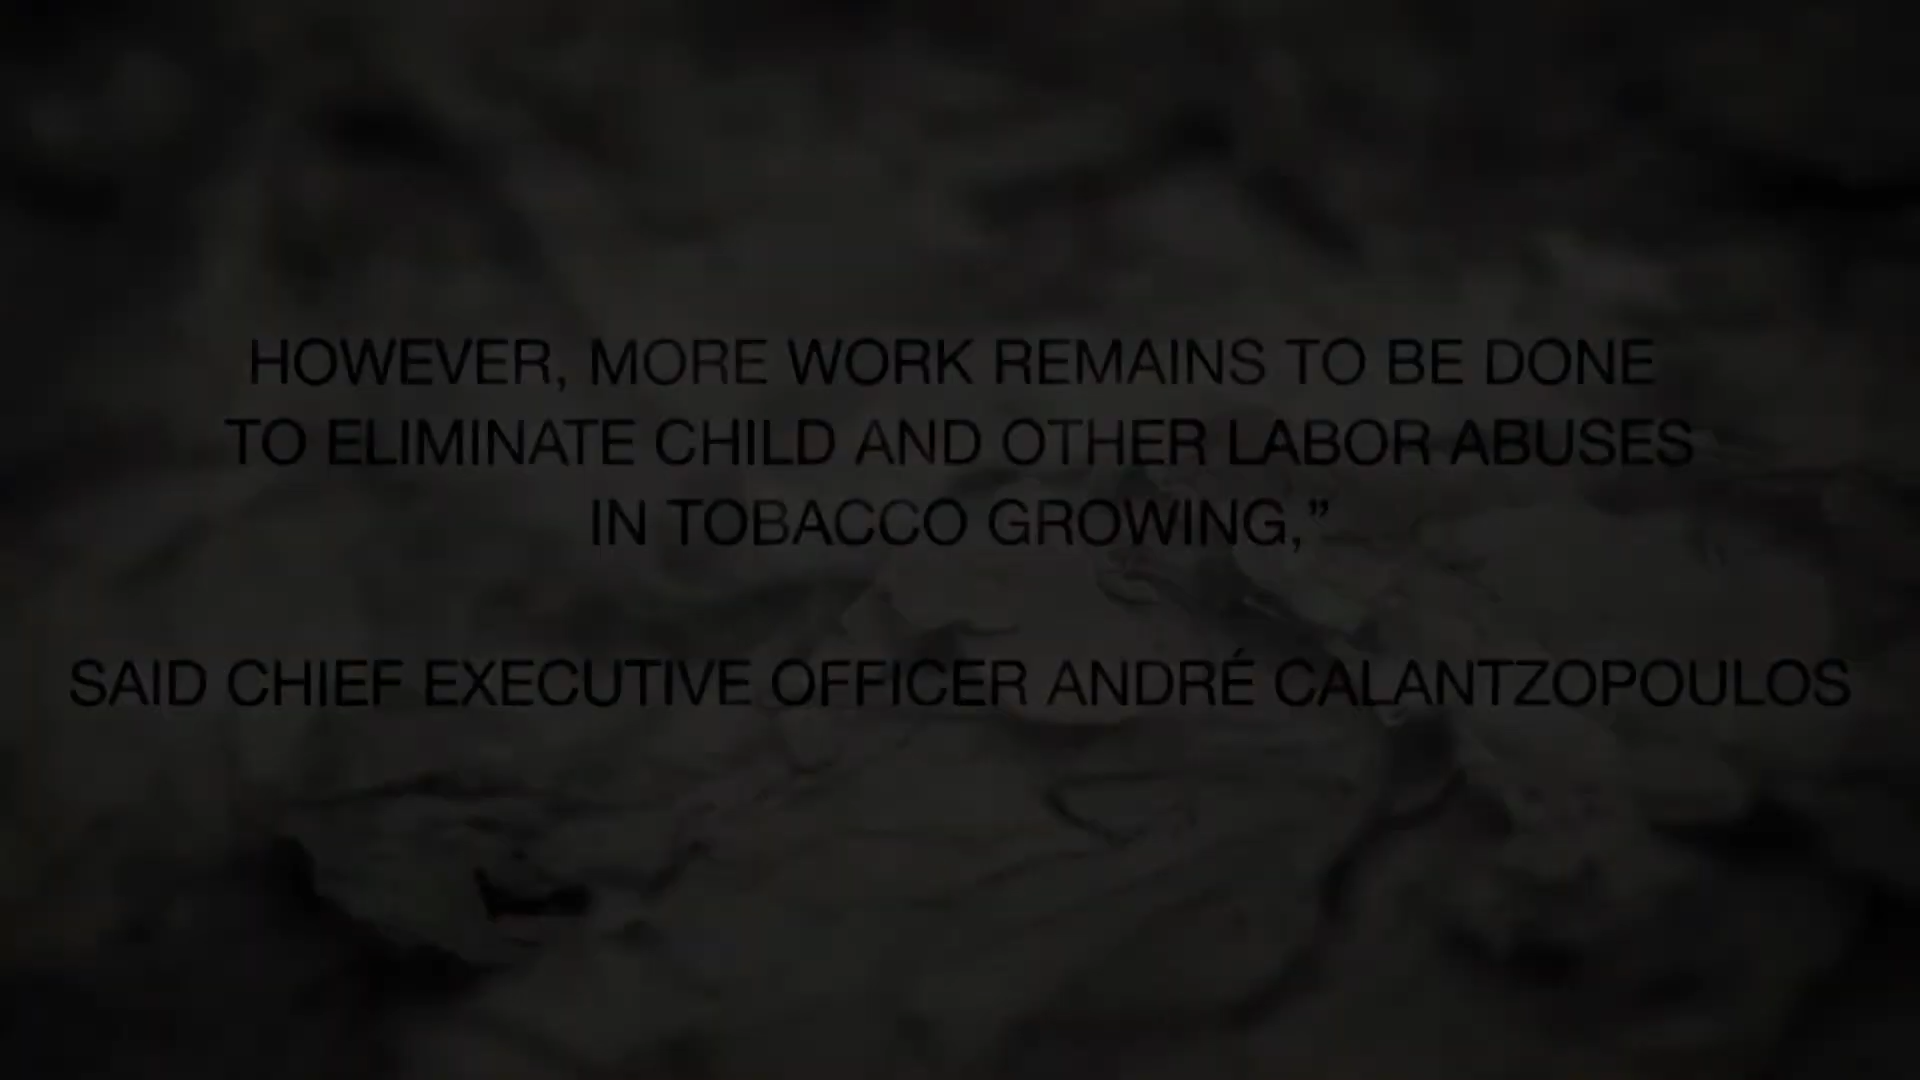 HOWEVER, MORE WORK REMAINS TO BE DONE
TO ELIMINATE CHILD AND OTHER LABOR ABUSES
IN TOBACCO GROWING,”
SAID CHIEF EXECUTIVE OFFICER ANDRÉ CALANTZOPOULOS